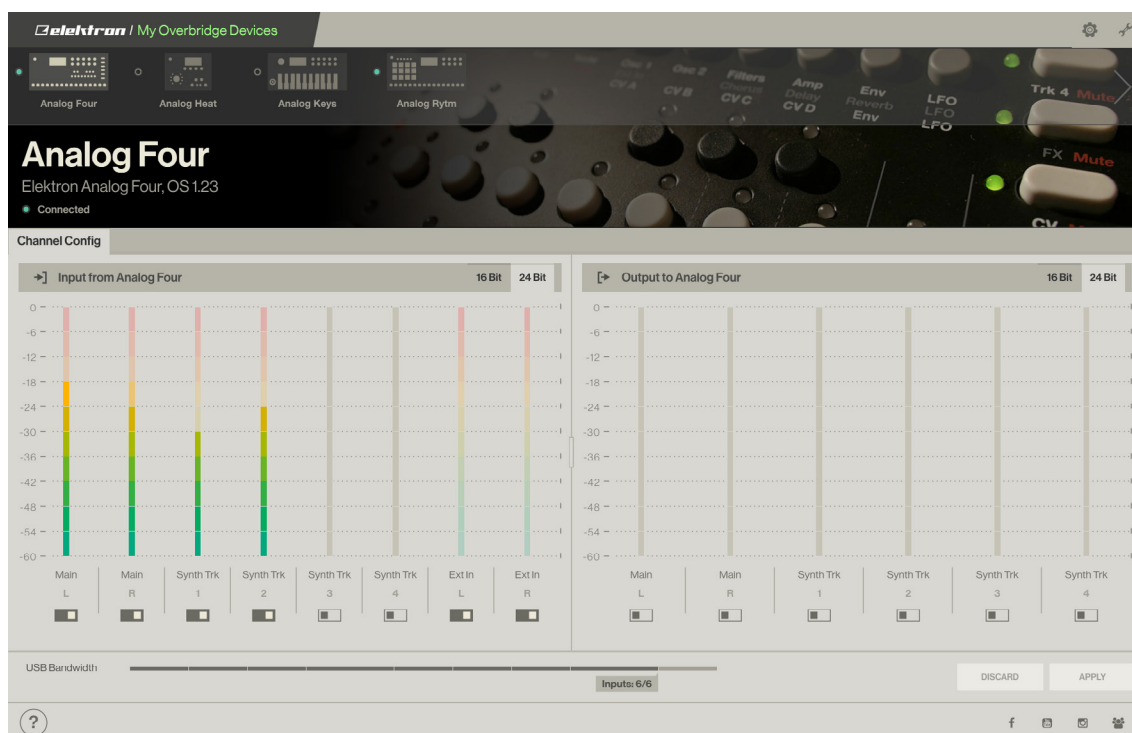 elektron / My Overbridge Devices
Analog Four
Analog Heat
Analog Keys
Analog Rytm
Osc 1 Osc 2 Filters Amp Env LFO
CV A CV B Chorus Delay Reverb LFO
CV C CV D Env LFO
Trk 4 Mute
FX Mute
CV
Analog Four
Elektron Analog Four, OS 1.23
Connected
Channel Config
Input from Analog Four
16 Bit 24 Bit
0
-6
-12
-18
-24
-30
-36
-42
-48
-54
-60
Main Main Synth Trk Synth Trk Synth Trk Synth Trk Ext In Ext In
L R 1 2 3 4 L R
Output to Analog Four
16 Bit 24 Bit
0
-6
-12
-18
-24
-30
-36
-42
-48
-54
-60
Main Main Synth Trk Synth Trk Synth Trk Synth Trk
L R 1 2 3 4
USB Bandwidth
Inputs: 6/6
DISCARD APPLY
?
f